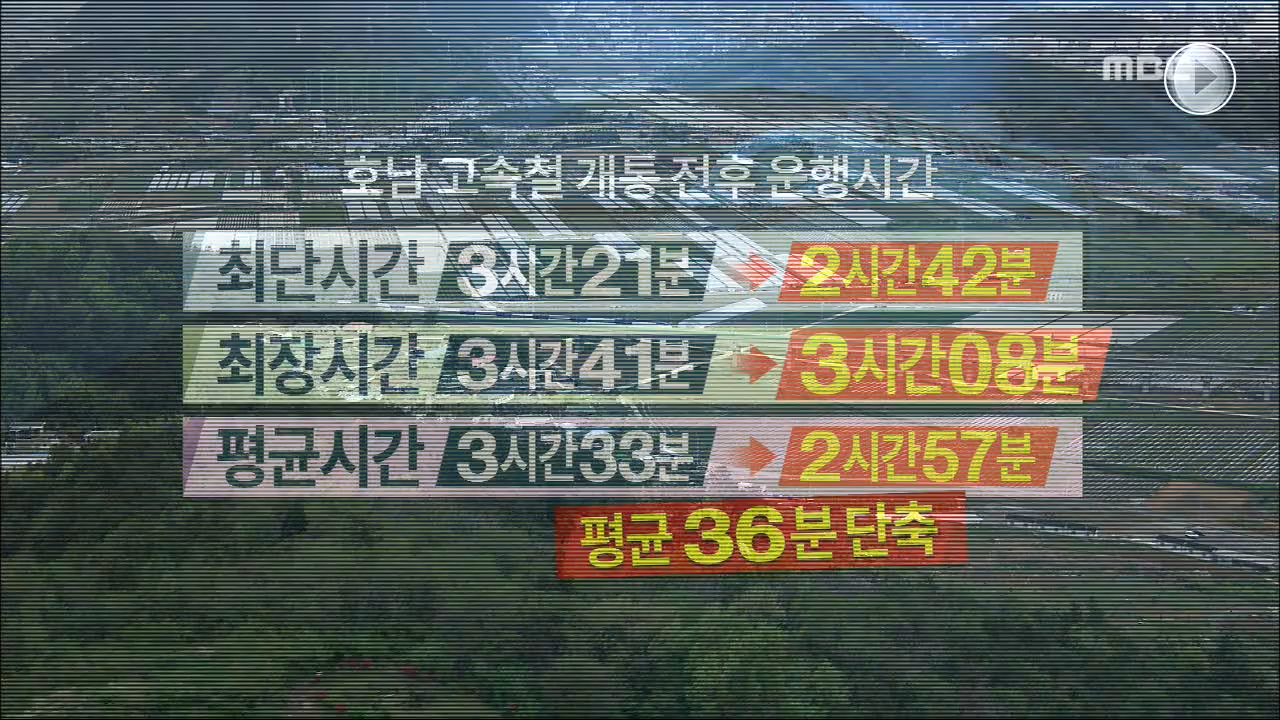 MBC
호남 고속철 개통 전후 운행시간
최단시간 3시간21분 2시간42분
최장시간 3시간41분 3시간08분
평균시간 3시간33분 2시간57분
평균 36분 단축